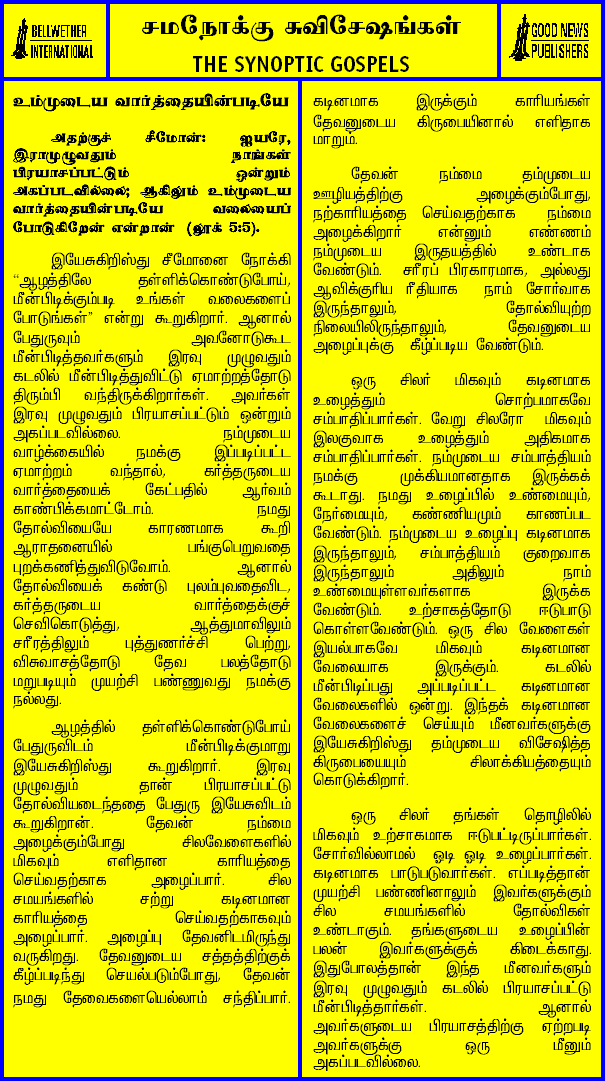 BELLWETHER
INTERNATIONAL
சமநோக்கு சுவிசேஷங்கள்
THE SYNOPTIC GOSPELS
GOOD NEWS
PUBLISHERS
உம்முடைய வார்த்தையின்படியே
அதற்குச் சீமோன்: ஐயரே,
இராமுழுவதும் நாங்கள்
பிரயாசப்பட்டும் ஒன்றும்
அகப்படவில்லை; ஆகிலும் உம்முடைய
வார்த்தையின்படியே வலையைப்
போடுகிறேன் என்றான் (லூக் 5:5).
இயேசுகிறிஸ்து சீமோனை நோக்கி
“ஆழத்திலே தள்ளிக்கொண்டுபோய்,
மீன்பிடிக்கும்படி உங்கள் வலைகளைப்
போடுங்கள்” என்று கூறுகிறார். ஆனால்
பேதுருவும் அவனோடுகூட
மீன்பிடித்தவர்களும் இரவு முழுவதும்
கடலில் மீன்பிடித்துவிட்டு ஏமாற்றத்தோடு
திரும்பி வந்திருக்கிறார்கள். அவர்கள்
இரவு முழுவதும் பிரயாசப்பட்டும் ஒன்றும்
அகப்படவில்லை. நம்முடைய
வாழ்க்கையில் நமக்கு இப்படிப்பட்ட
ஏமாற்றம் வந்தால், கர்த்தருடைய
வார்த்தையைக் கேட்பதில் ஆர்வம்
காண்பிக்கமாட்டோம். நமது
தோல்வியையே காரணமாக கூறி
ஆராதனையில் பங்குபெறுவதை
புறக்கணித்துவிடுவோம். ஆனால்
தோல்வியைக் கண்டு புலம்புவதைவிட,
கர்த்தருடைய வார்த்தைக்குச்
செவிகொடுத்து, ஆத்துமாவிலும்
சரீரத்திலும் புத்துணர்ச்சி பெற்று,
விசுவாசத்தோடு தேவ பலத்தோடு
மறுபடியும் முயற்சி பண்ணுவது நமக்கு
நல்லது.
ஆழத்தில் தள்ளிக்கொண்டுபோய்
பேதுருவிடம் மீன்பிடிக்குமாறு
இயேசுகிறிஸ்து கூறுகிறார். இரவு
முழுவதும் தான் பிரயாசப்பட்டு
தோல்வியடைந்ததை பேதுரு இயேசுவிடம்
கூறுகிறான். தேவன் நம்மை
அழைக்கும்போது சிலவேளைகளில்
மிகவும் எளிதான காரியத்தை
செய்வதற்காக அழைப்பார். சில
சமயங்களில் சற்று கடினமான
காரியத்தை செய்வதற்காகவும்
அழைப்பார். அழைப்பு தேவனிடமிருந்து
வருகிறது. தேவனுடைய சத்தத்திற்குக்
கீழ்ப்படிந்து செயல்படும்போது, தேவன்
நமது தேவைகளையெல்லாம் சந்திப்பார்.
கடினமாக இருக்கும் காரியங்கள்
தேவனுடைய கிருபையினால் எளிதாக
மாறும்.
தேவன் நம்மை தம்முடைய
ஊழியத்திற்கு அழைக்கும்போது,
நற்காரியத்தை செய்வதற்காக நம்மை
அழைக்கிறார் என்னும் எண்ணம்
நம்முடைய இருதயத்தில் உண்டாக
வேண்டும். சரீரப் பிரகாரமாக, அல்லது
ஆவிக்குரிய ரீதியாக நாம் சோர்வாக
இருந்தாலும், தோல்வியுற்ற
நிலையிலிருந்தாலும், தேவனுடைய
அழைப்புக்கு கீழ்ப்படிய வேண்டும்.
ஒரு சிலர் மிகவும் கடினமாக
உழைத்தும் சொற்பமாகவே
சம்பாதிப்பார்கள். வேறு சிலரோ மிகவும்
இலகுவாக உழைத்தும் அதிகமாக
சம்பாதிப்பார்கள். நம்முடைய சம்பாத்தியம்
நமக்கு முக்கியமானதாக இருக்கக்
கூடாது. நமது உழைப்பில் உண்மையும்,
நேர்மையும், கண்ணியமும் காணப்பட
வேண்டும். நம்முடைய உழைப்பு கடினமாக
இருந்தாலும், சம்பாத்தியம் குறைவாக
இருந்தாலும் அதிலும் நாம்
உண்மையுள்ளவர்களாக இருக்க
வேண்டும். உற்சாகத்தோடு ஈடுபாடு
கொள்ளவேண்டும். ஒரு சில வேளைகள்
இயல்பாகவே மிகவும் கடினமான
வேலையாக இருக்கும். கடலில்
மீன்பிடிப்பது அப்படிப்பட்ட கடினமான
வேலைகளில் ஒன்று. இந்தக் கடினமான
வேலைகளைச் செய்யும் மீனவர்களுக்கு
இயேசுகிறிஸ்து தம்முடைய விசேஷித்த
கிருபையையும் சிலாக்கியத்தையும்
கொடுக்கிறார்.
ஒரு சிலர் தங்கள் தொழிலில்
மிகவும் உற்சாகமாக ஈடுபட்டிருப்பார்கள்.
சோர்வில்லாமல் ஓடி ஓடி உழைப்பார்கள்.
கடினமாக பாடுபடுவார்கள். எப்படித்தான்
முயற்சி பண்ணினாலும் இவர்களுக்கும்
சில சமயங்களில் தோல்விகள்
உண்டாகும். தங்களுடைய உழைப்பின்
பலன் இவர்களுக்குக் கிடைக்காது.
இதுபோலத்தான் இந்த மீனவர்களும்
இரவு முழுவதும் கடலில் பிரயாசப்பட்டு
மீன்பிடித்தார்கள். ஆனால்
அவர்களுடைய பிரயாசத்திற்கு ஏற்றபடி
அவர்களுக்கு ஒரு மீனும்
அகப்படவில்லை.